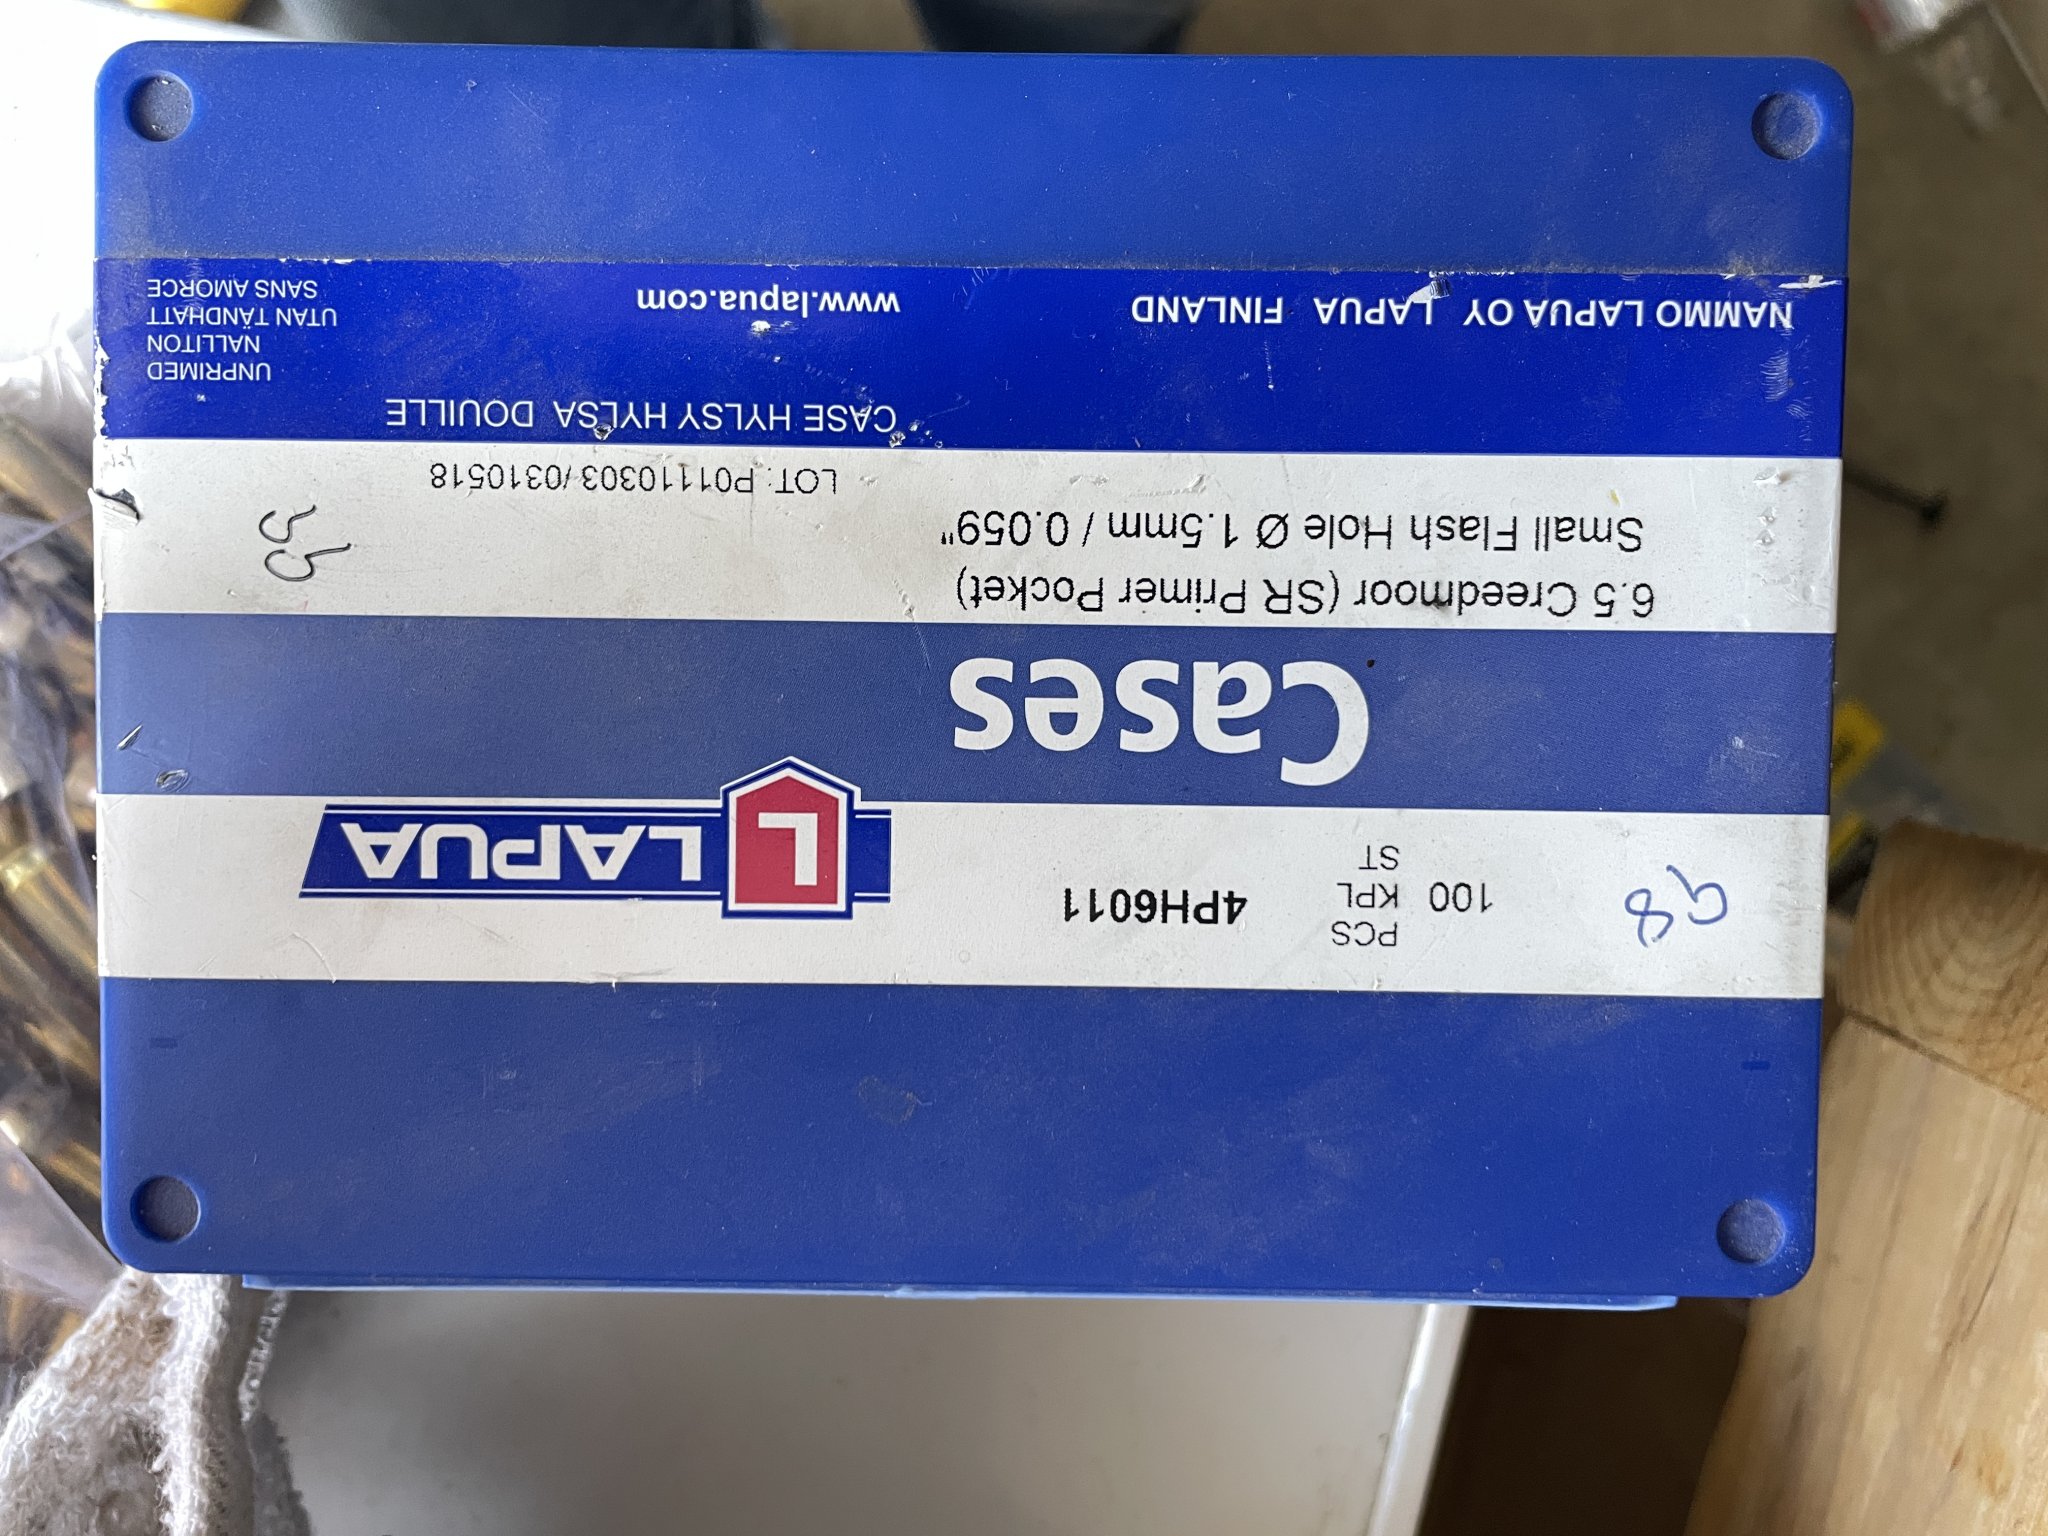 98
PCS
100 KPL
ST
4PH6011
L LAPUA
Cases
6.5 Creedmoor (SR Primer Pocket)
Small Flash Hole Ø 1.5mm / 0.059"
LOT: P01110303/0310518
CASE HYLSY HYLSA DOUILLE
UNPRIMED
NALLITON
UTAN TÄNDHATT
SANS AMORCE
NAMMO LAPUA OY LAPUA FINLAND
www.lapua.com